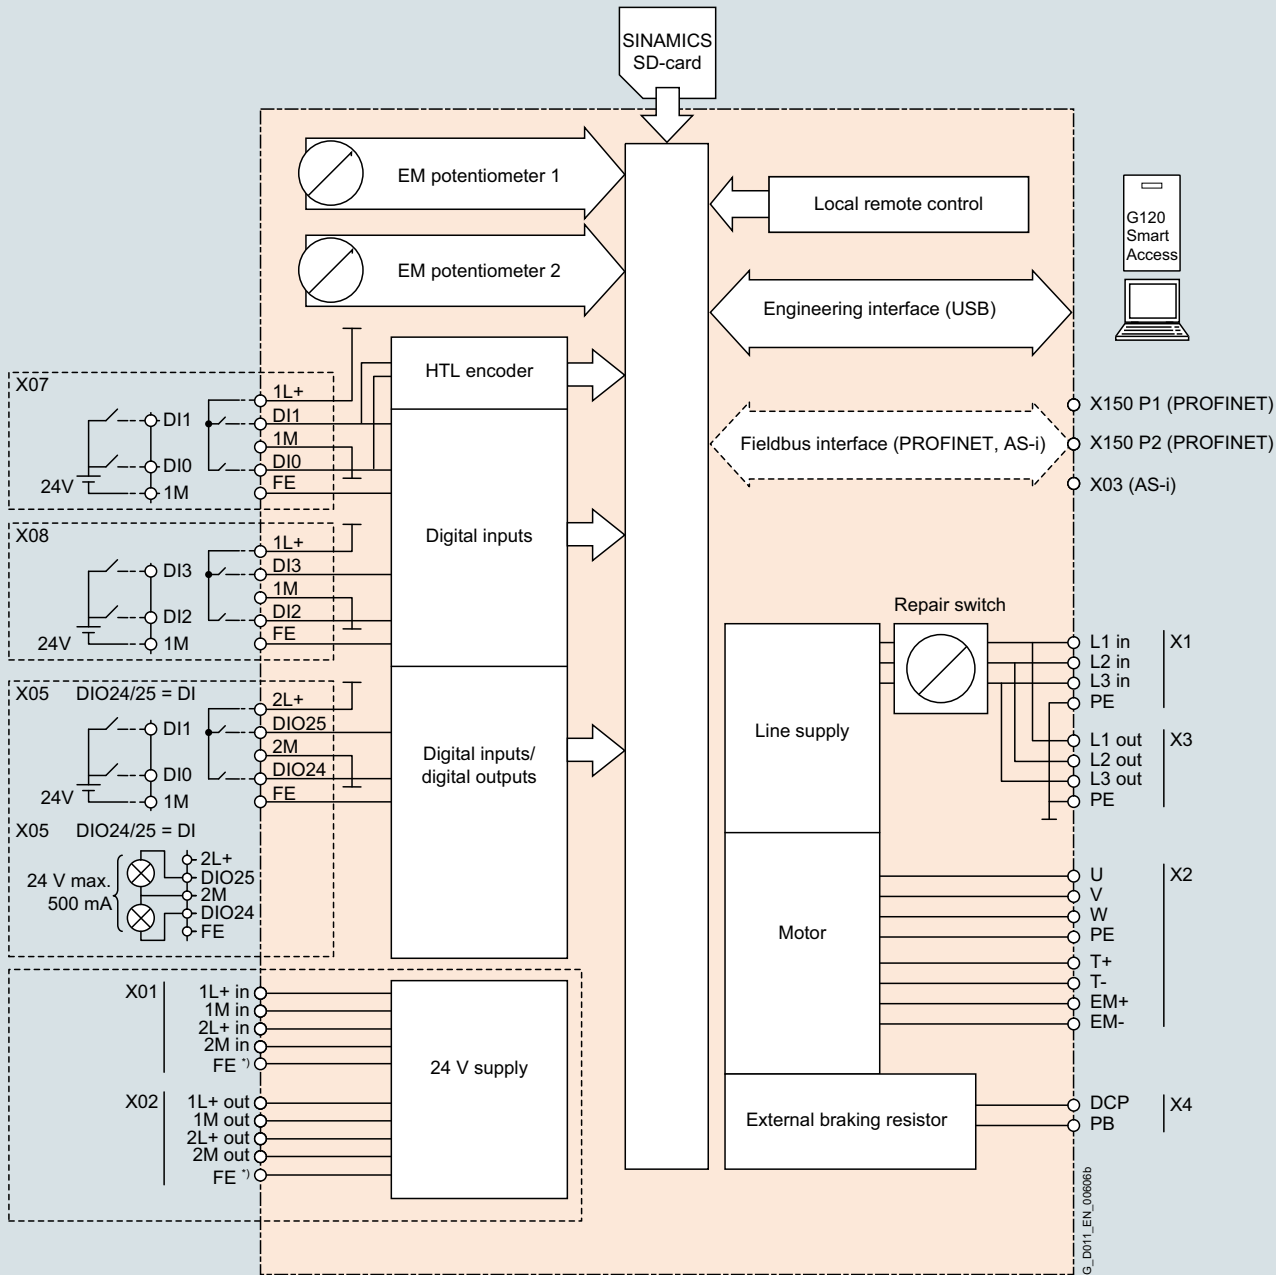 SINAMICS
SD-card
EM potentiometer 1
EM potentiometer 2
Local remote control
Engineering interface (USB)
G120
Smart
Access
X150 P1 (PROFINET)
Fieldbus interface (PROFINET, AS-i)
X150 P2 (PROFINET)
X03 (AS-i)
HTL encoder
Digital inputs
Digital inputs/
digital outputs
X07
DI1
DI0
24V
1M
1L+
DI1
1M
DI0
FE
X08
DI3
DI2
24V
1M
1L+
DI3
1M
DI2
FE
X05 DIO24/25 = DI
DI1
DI0
24V
1M
2L+
DIO25
2M
DIO24
FE
X05 DIO24/25 = DI
24 V max.
500 mA
2L+
DIO25
2M
DIO24
FE
X01
1L+ in
1M in
2L+ in
2M in
FE *)
X02
1L+ out
1M out
2L+ out
2M out
FE *)
24 V supply
Repair switch
Line supply
Motor
External braking resistor
L1 in X1
L2 in
L3 in
PE
L1 out X3
L2 out
L3 out
PE
U X2
V
W
PE
T+
T-
EM+
EM-
DCP X4
PB
G_D011_EN_00606b